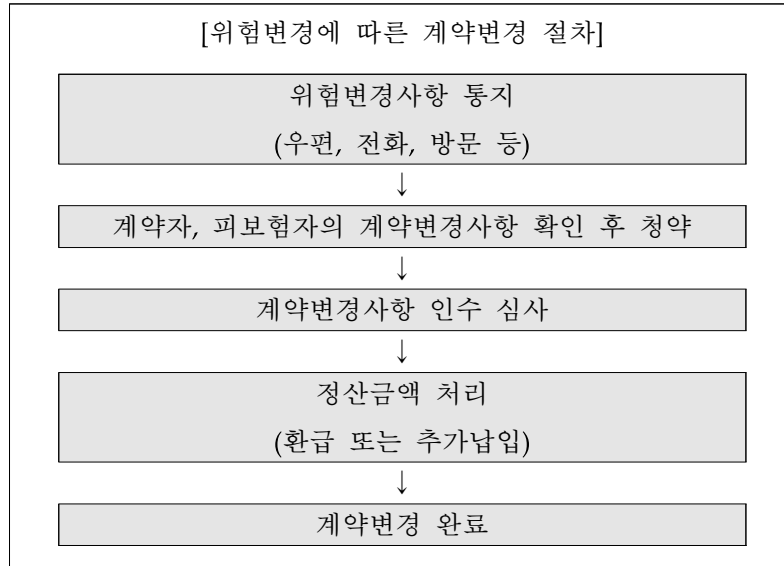 [위험변경에 따른 계약변경 절차]
위험변경사항 통지
(우편, 전화, 방문 등)
↓
계약자, 피보험자의 계약변경사항 확인 후 청약
↓
계약변경사항 인수 심사
↓
정산금액 처리
(환급 또는 추가납입)
↓
계약변경 완료